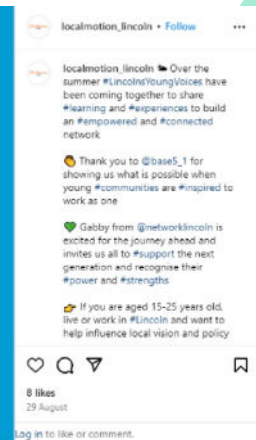 localmotion_lincoln • Follow
localmotion_lincoln 🐿 Over the
summer #LincolnsYoungVoices have
been coming together to share
#learning and #experiences to build
an #empowered and #connected
network
👏 Thank you to @base5_1 for
showing us what is possible when
young #communities are #inspired to
work as one
💚 Gabby from @networklincoln is
excited for the journey ahead and
invites us all to #support the next
generation and recognise their
#power and #strengths
👉 If you are aged 15-25 years old,
live or work in #Lincoln and want to
help influence local vision and policy
8 likes
29 August
Log in to like or comment.